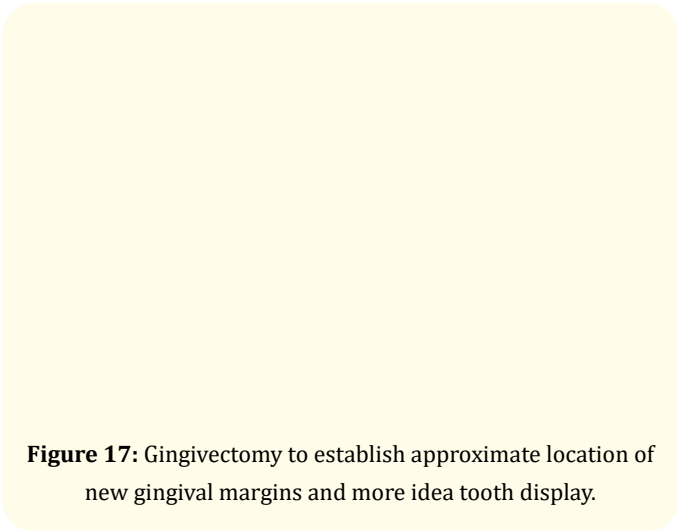 Figure 17: Gingivectomy to establish approximate location of
new gingival margins and more idea tooth display.